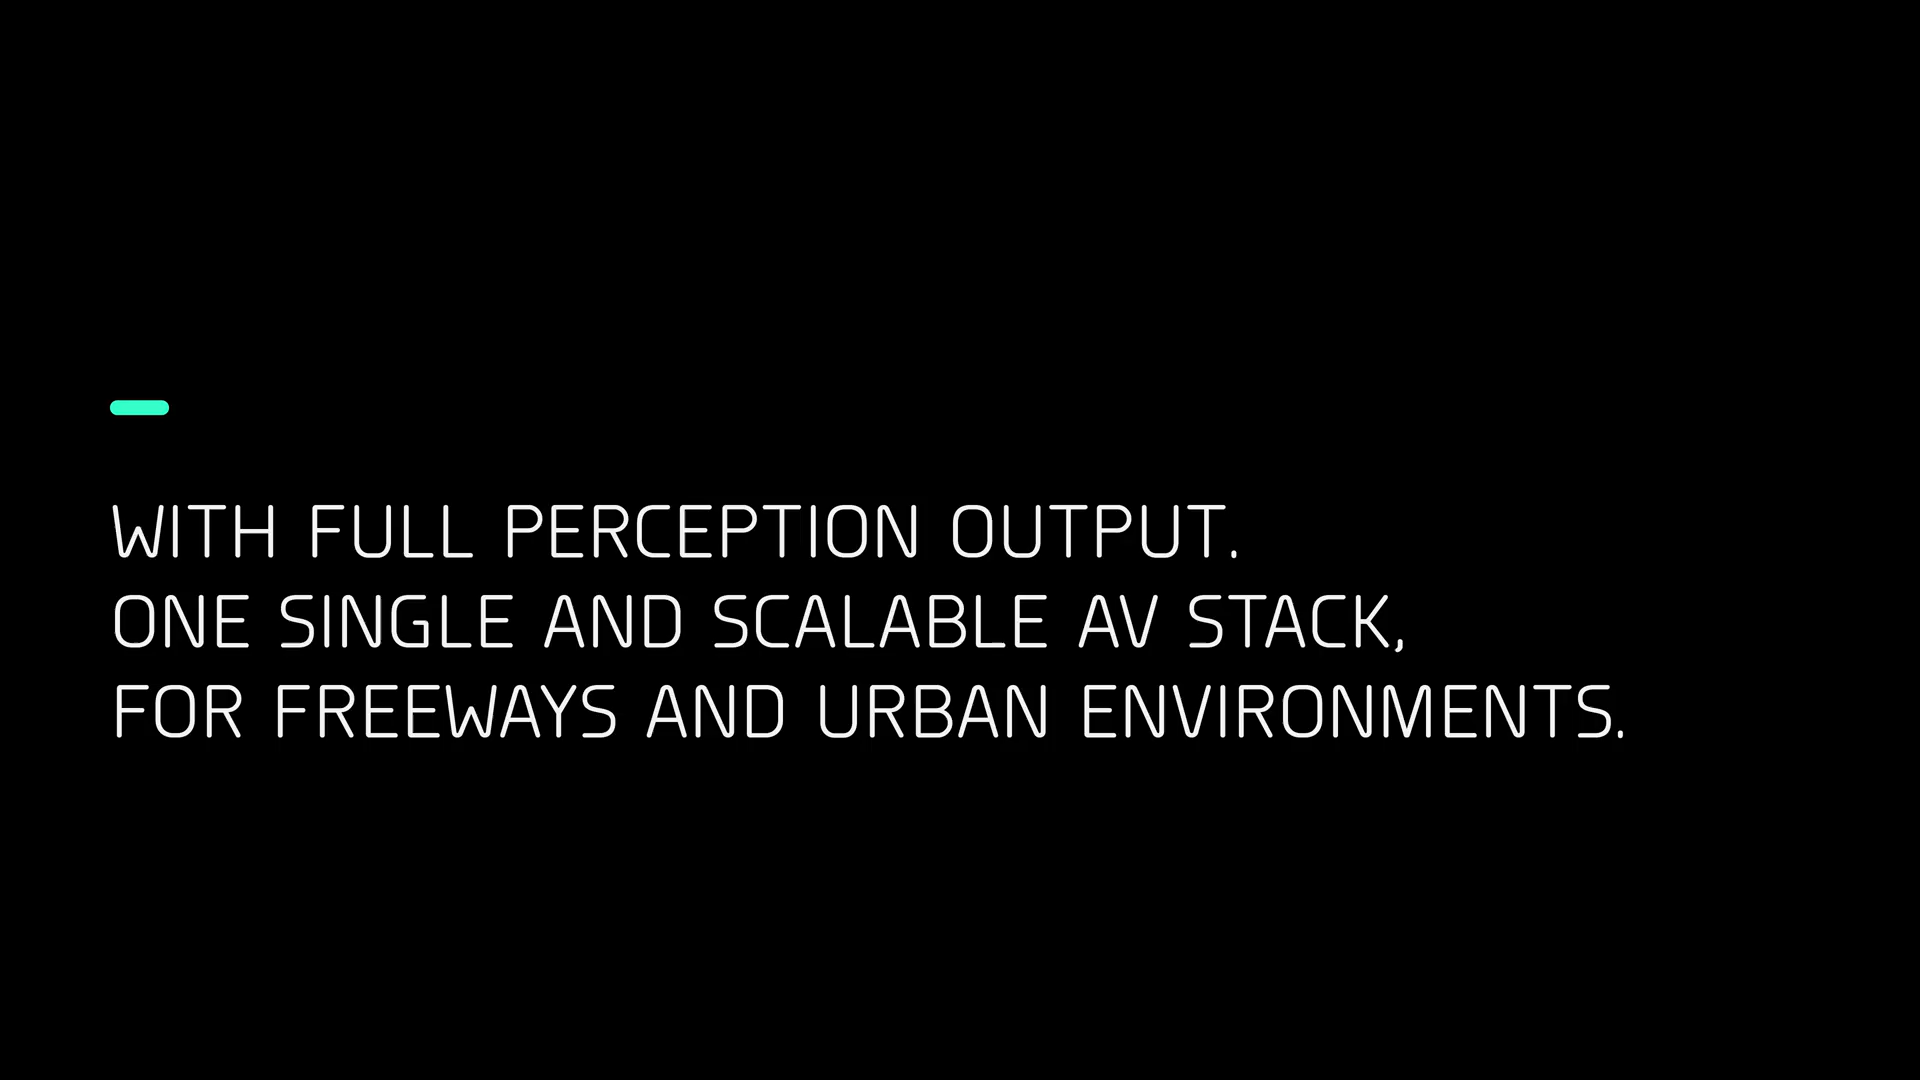 WITH FULL PERCEPTION OUTPUT.
ONE SINGLE AND SCALABLE AV STACK,
FOR FREEWAYS AND URBAN ENVIRONMENTS.